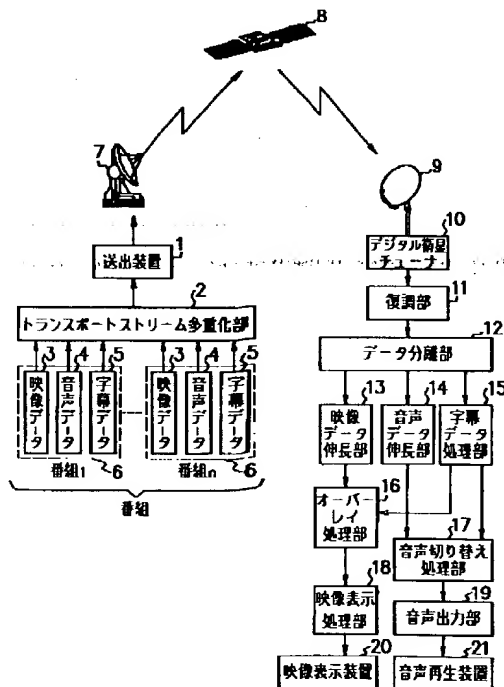 8
7
9
10
デジタル衛星
チューナ
1
送出装置
11
復調部
2
トランスポートストリーム多重化部
12
データ分離部
3
4
5
3
4
5
映像データ
音声データ
字幕データ
映像データ
音声データ
字幕データ
番組1
6
番組n
6
番組
13
14
15
映像
データ
伸長部
音声
データ
伸長部
字幕
データ
処理部
16
オーバー
レイ
処理部
17
音声切り替え
処理部
18
映像表示
処理部
19
音声出力部
20
映像表示装置
21
音声再生装置